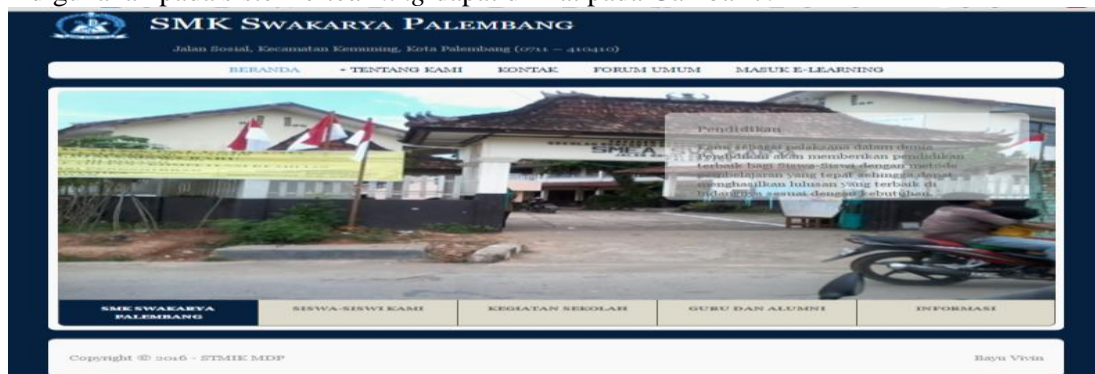 SMK SWAKARYA PALEMBANG
Jalan Sosial, Kecamatan Kemuning, Kota Palembang (0711 – 410410)
BERANDA TENTANG KAMI KONTAK FORUM UMUM MASUK E-LEARNING
SMEA
Pendidikan
Kami sebagai pelaksana dalam dunia
Pendidikan akan memberikan pendidikan
terbaik bagi Siswa-Siswi dengan metode
pembelajaran yang tepat sehingga dapat
menghasilkan lulusan yang terbaik di
bidangnya sesuai dengan kebutuhan.
SMK SWAKARYA
PALEMBANG
SISWA-SISWI KAMI
KEGIATAN SEKOLAH
GURU DAN ALUMNI
INFORMASI
Copyright © 2016 - STMIK MDP
Bayu Vivin